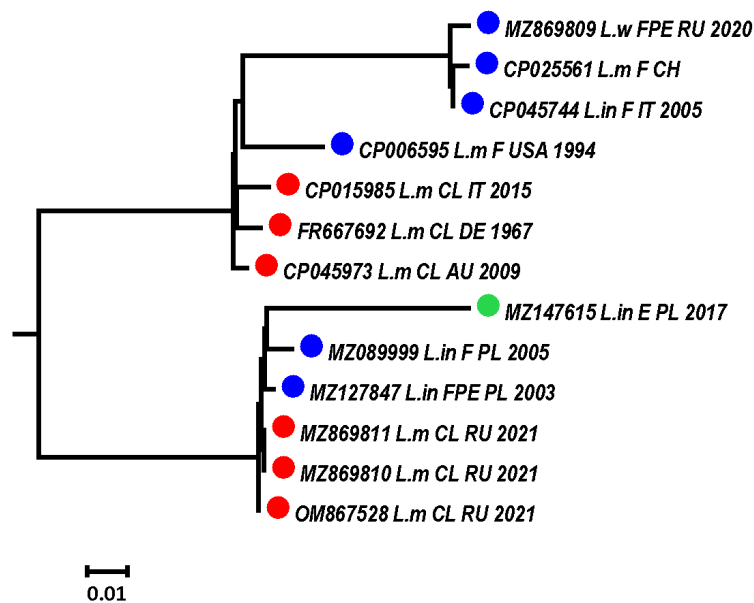 MZ869809 L.w FPE RU 2020
CP025561 L.m F CH
CP045744 L.in F IT 2005
CP006595 L.m F USA 1994
CP015985 L.m CL IT 2015
FR667692 L.m CL DE 1967
CP045973 L.m CL AU 2009
MZ147615 L.in E PL 2017
MZ089999 L.in F PL 2005
MZ127847 L.in FPE PL 2003
MZ869811 L.m CL RU 2021
MZ869810 L.m CL RU 2021
OM867528 L.m CL RU 2021
0.01